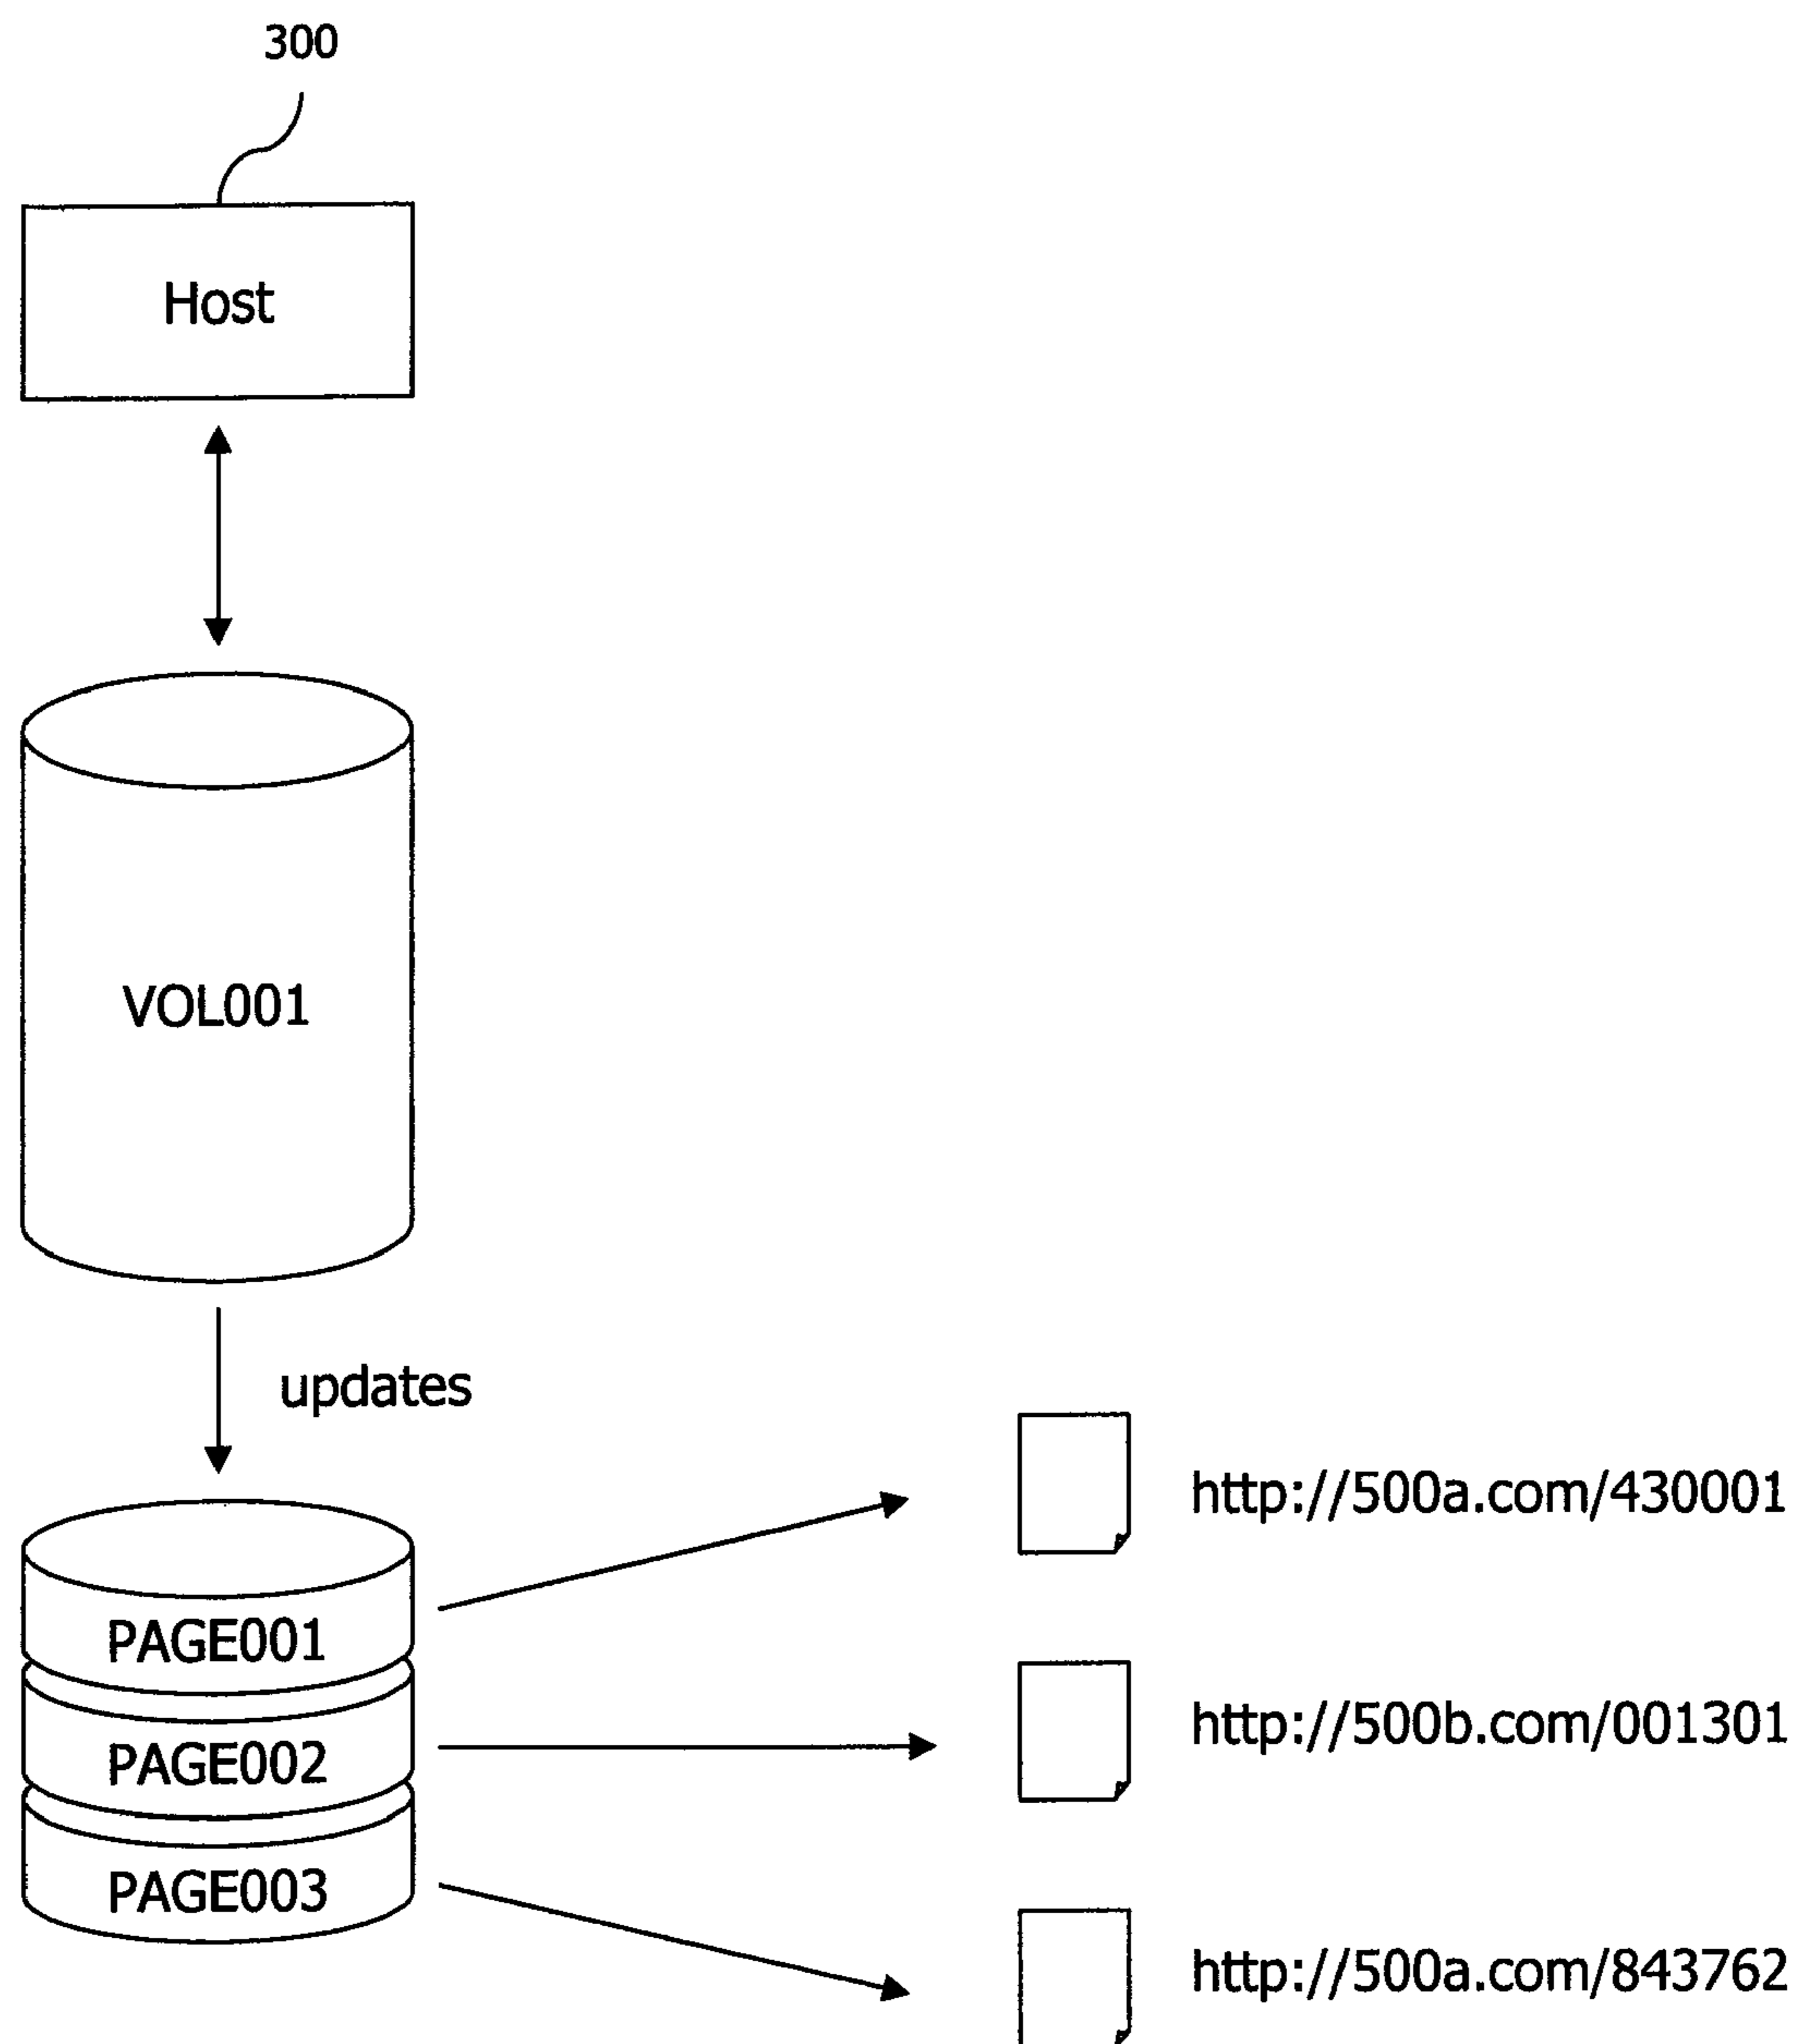 300
Host
VOL001
updates
http://500a.com/430001
PAGE001
http://500b.com/001301
PAGE002
PAGE003
http://500a.com/843762